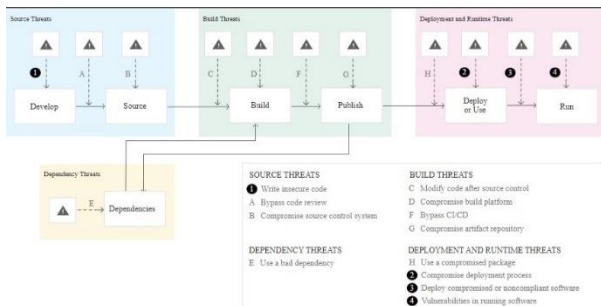 Source Threats
Build Threats
Deployment and Runtime Threats
1 A B C D F G H 2 3 4
Develop
Source
Build
Publish
Deploy or Use
Run
Dependency Threats
E
Dependencies
SOURCE THREATS
1 Write insecure code
A Bypass code review
B Compromise source control system
DEPENDENCY THREATS
E Use a bad dependency
BUILD THREATS
C Modify code after source control
D Compromise build platform
F Bypass CI/CD
G Compromise artifact repository
DEPLOYMENT AND RUNTIME THREATS
H Use a compromised package
2 Compromise deployment process
3 Deploy compromised or noncompliant software
4 Vulnerabilities in running software